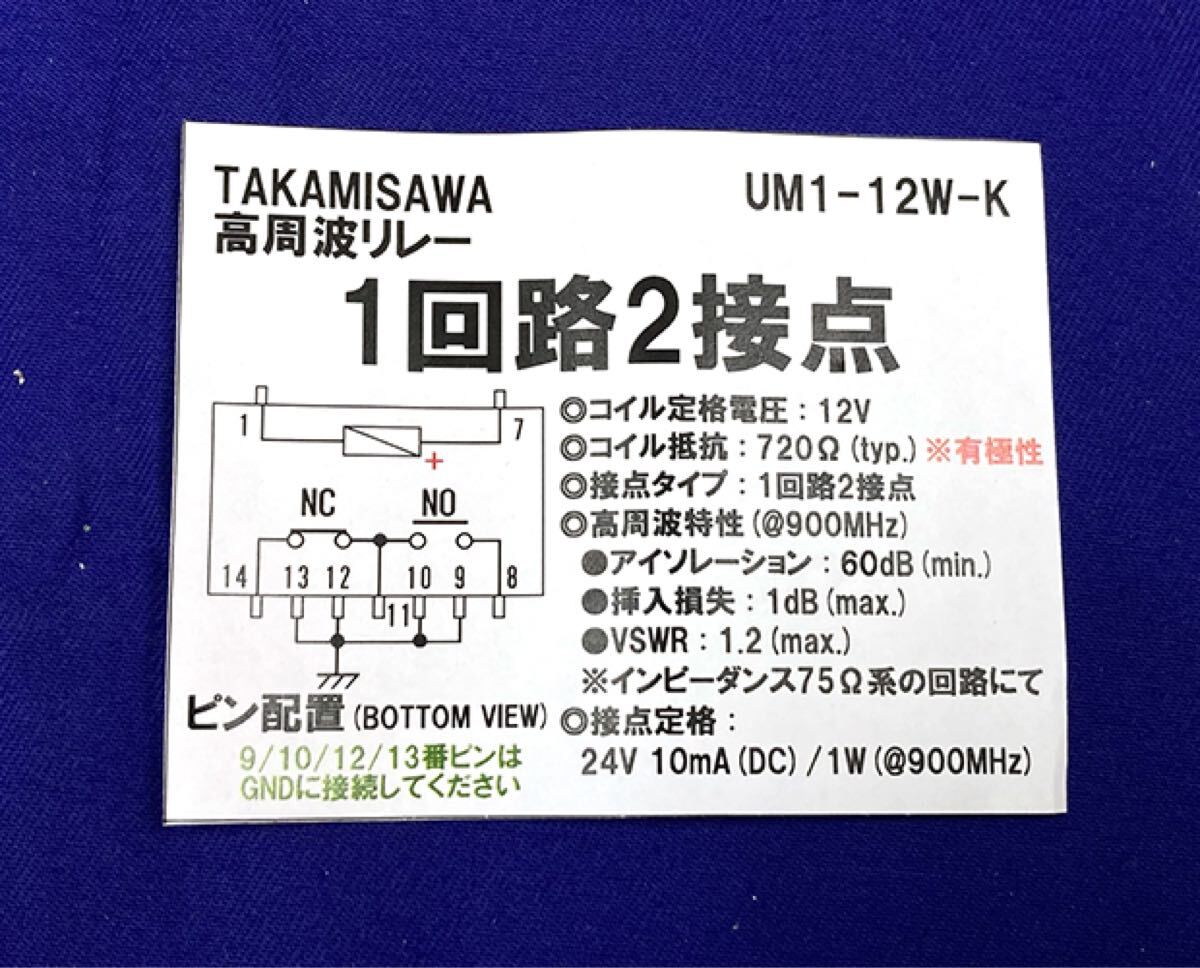 TAKAMISAWA
UM1-12W-K
高周波リレー
1回路2接点
1
7
+
NC
NO
14 13 12 10 9 8
11
ピン配置(BOTTOM VIEW)
9/10/12/13番ピンは
GNDに接続してください
◎コイル定格電圧:12V
◎コイル抵抗:720Ω(typ.)※有極性
◎接点タイプ:1回路2接点
◎高周波特性(@900MHz)
●アイソレーション:60dB(min.)
●挿入損失:1dB(max.)
●VSWR:1.2(max.)
※インピーダンス75Ω系の回路にて
◎接点定格:
24V 10mA(DC)/1W(@900MHz)